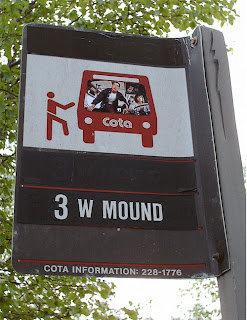 cota
3 W MOUND
COTA INFORMATION: 228-1776